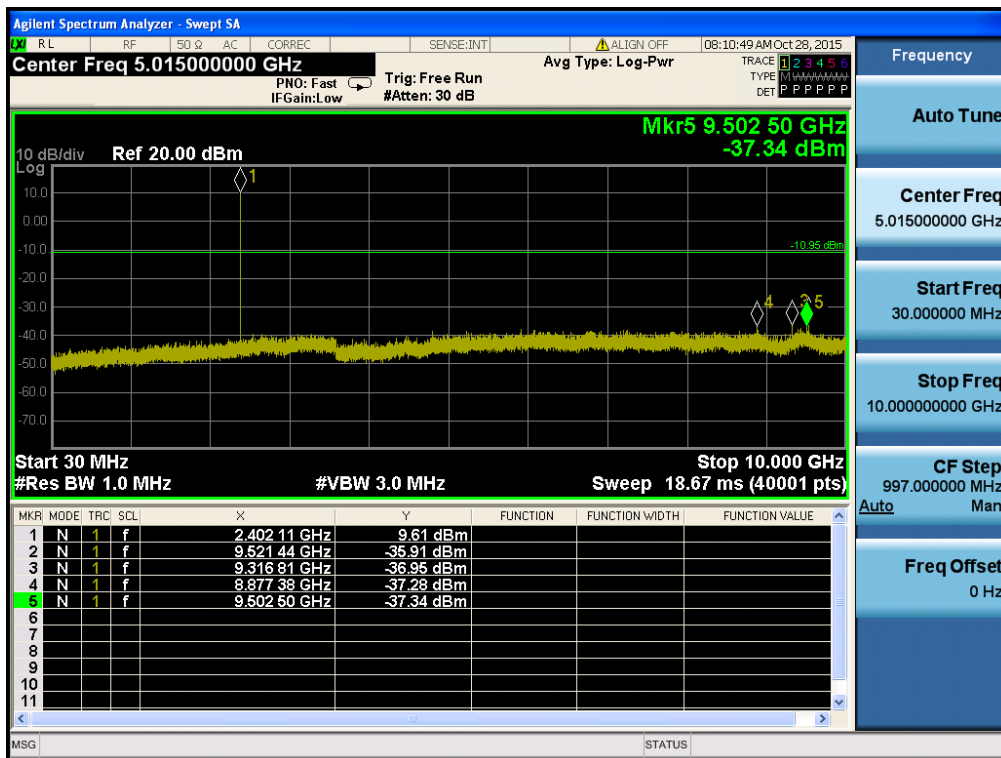 Agilent Spectrum Analyzer - Swept SA
LXI RL RF 50 Ω AC CORREC SENSE:INT ALIGN OFF 08:10:49 AM Oct 28, 2015
Center Freq 5.015000000 GHz
PNO: Fast
IFGain:Low
Trig: Free Run
#Atten: 30 dB
Avg Type: Log-Pwr
TRACE 1 2 3 4 5 6
TYPE M
DET P P P P P P
Mkr5 9.502 50 GHz
-37.34 dBm
10 dB/div Ref 20.00 dBm
Log
10.0
0.00
-10.0
-20.0
-30.0
-40.0
-50.0
-60.0
-70.0
1
-10.95 dBm
4 3 5
Start 30 MHz Stop 10.000 GHz
#Res BW 1.0 MHz #VBW 3.0 MHz Sweep 18.67 ms (40001 pts)
MKR MODE TRC SCL X Y FUNCTION FUNCTION WIDTH FUNCTION VALUE
1 N 1 f 2.402 11 GHz 9.61 dBm
2 N 1 f 9.521 44 GHz -35.91 dBm
3 N 1 f 9.316 81 GHz -36.95 dBm
4 N 1 f 8.877 38 GHz -37.28 dBm
5 N 1 f 9.502 50 GHz -37.34 dBm
6
7
8
9
10
11
MSG STATUS
Frequency
Auto Tune
Center Freq
5.015000000 GHz
Start Freq
30.000000 MHz
Stop Freq
10.000000000 GHz
CF Step
997.000000 MHz
Auto Man
Freq Offset
0 Hz